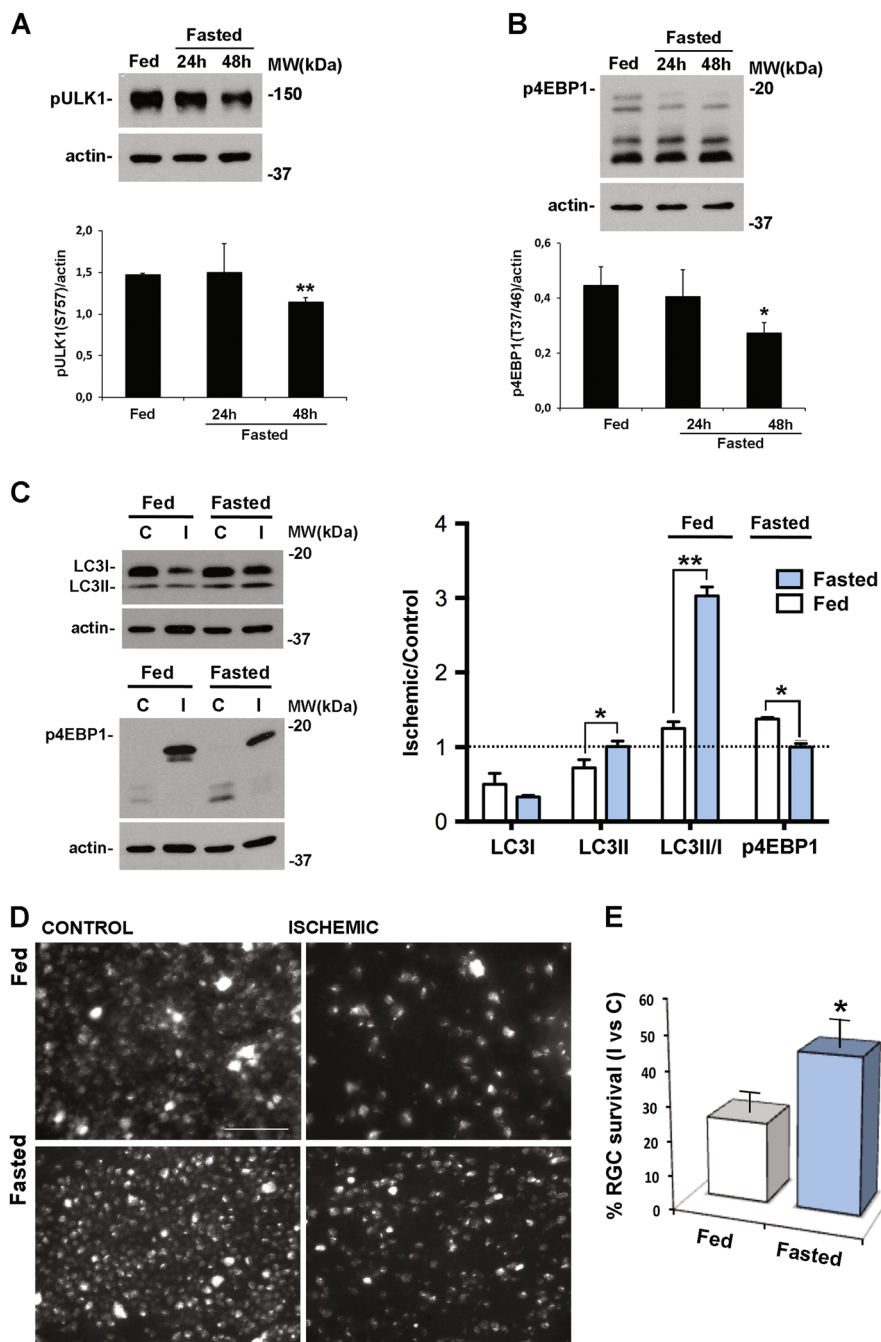 A
Fasted
Fed 24h 48h MW(kDa)
pULK1- -150
actin-
-37
pULK1(S757)/actin
2,0
1,5
1,0
0,5
0,0
**
Fed 24h 48h
Fasted
B
Fasted
Fed 24h 48h MW(kDa)
p4EBP1- -20
actin-
-37
p4EBP1(T37/46)/actin
0,6
0,4
0,2
0,0
*
Fed 24h 48h
Fasted
C
Fed Fasted
C I C I MW(kDa)
-20
LC3I-
LC3II-
actin-
-37
Fed Fasted
C I C I MW(kDa)
p4EBP1- -20
actin-
-37
Ischemic/Control
4
3
2
1
0
Fed Fasted
Fasted
Fed
*
**
*
LC3I LC3II LC3II/I p4EBP1
D
CONTROL ISCHEMIC
Fed
Fasted
E
% RGC survival (I vs C)
60
50
40
30
20
10
0
*
Fed
Fasted